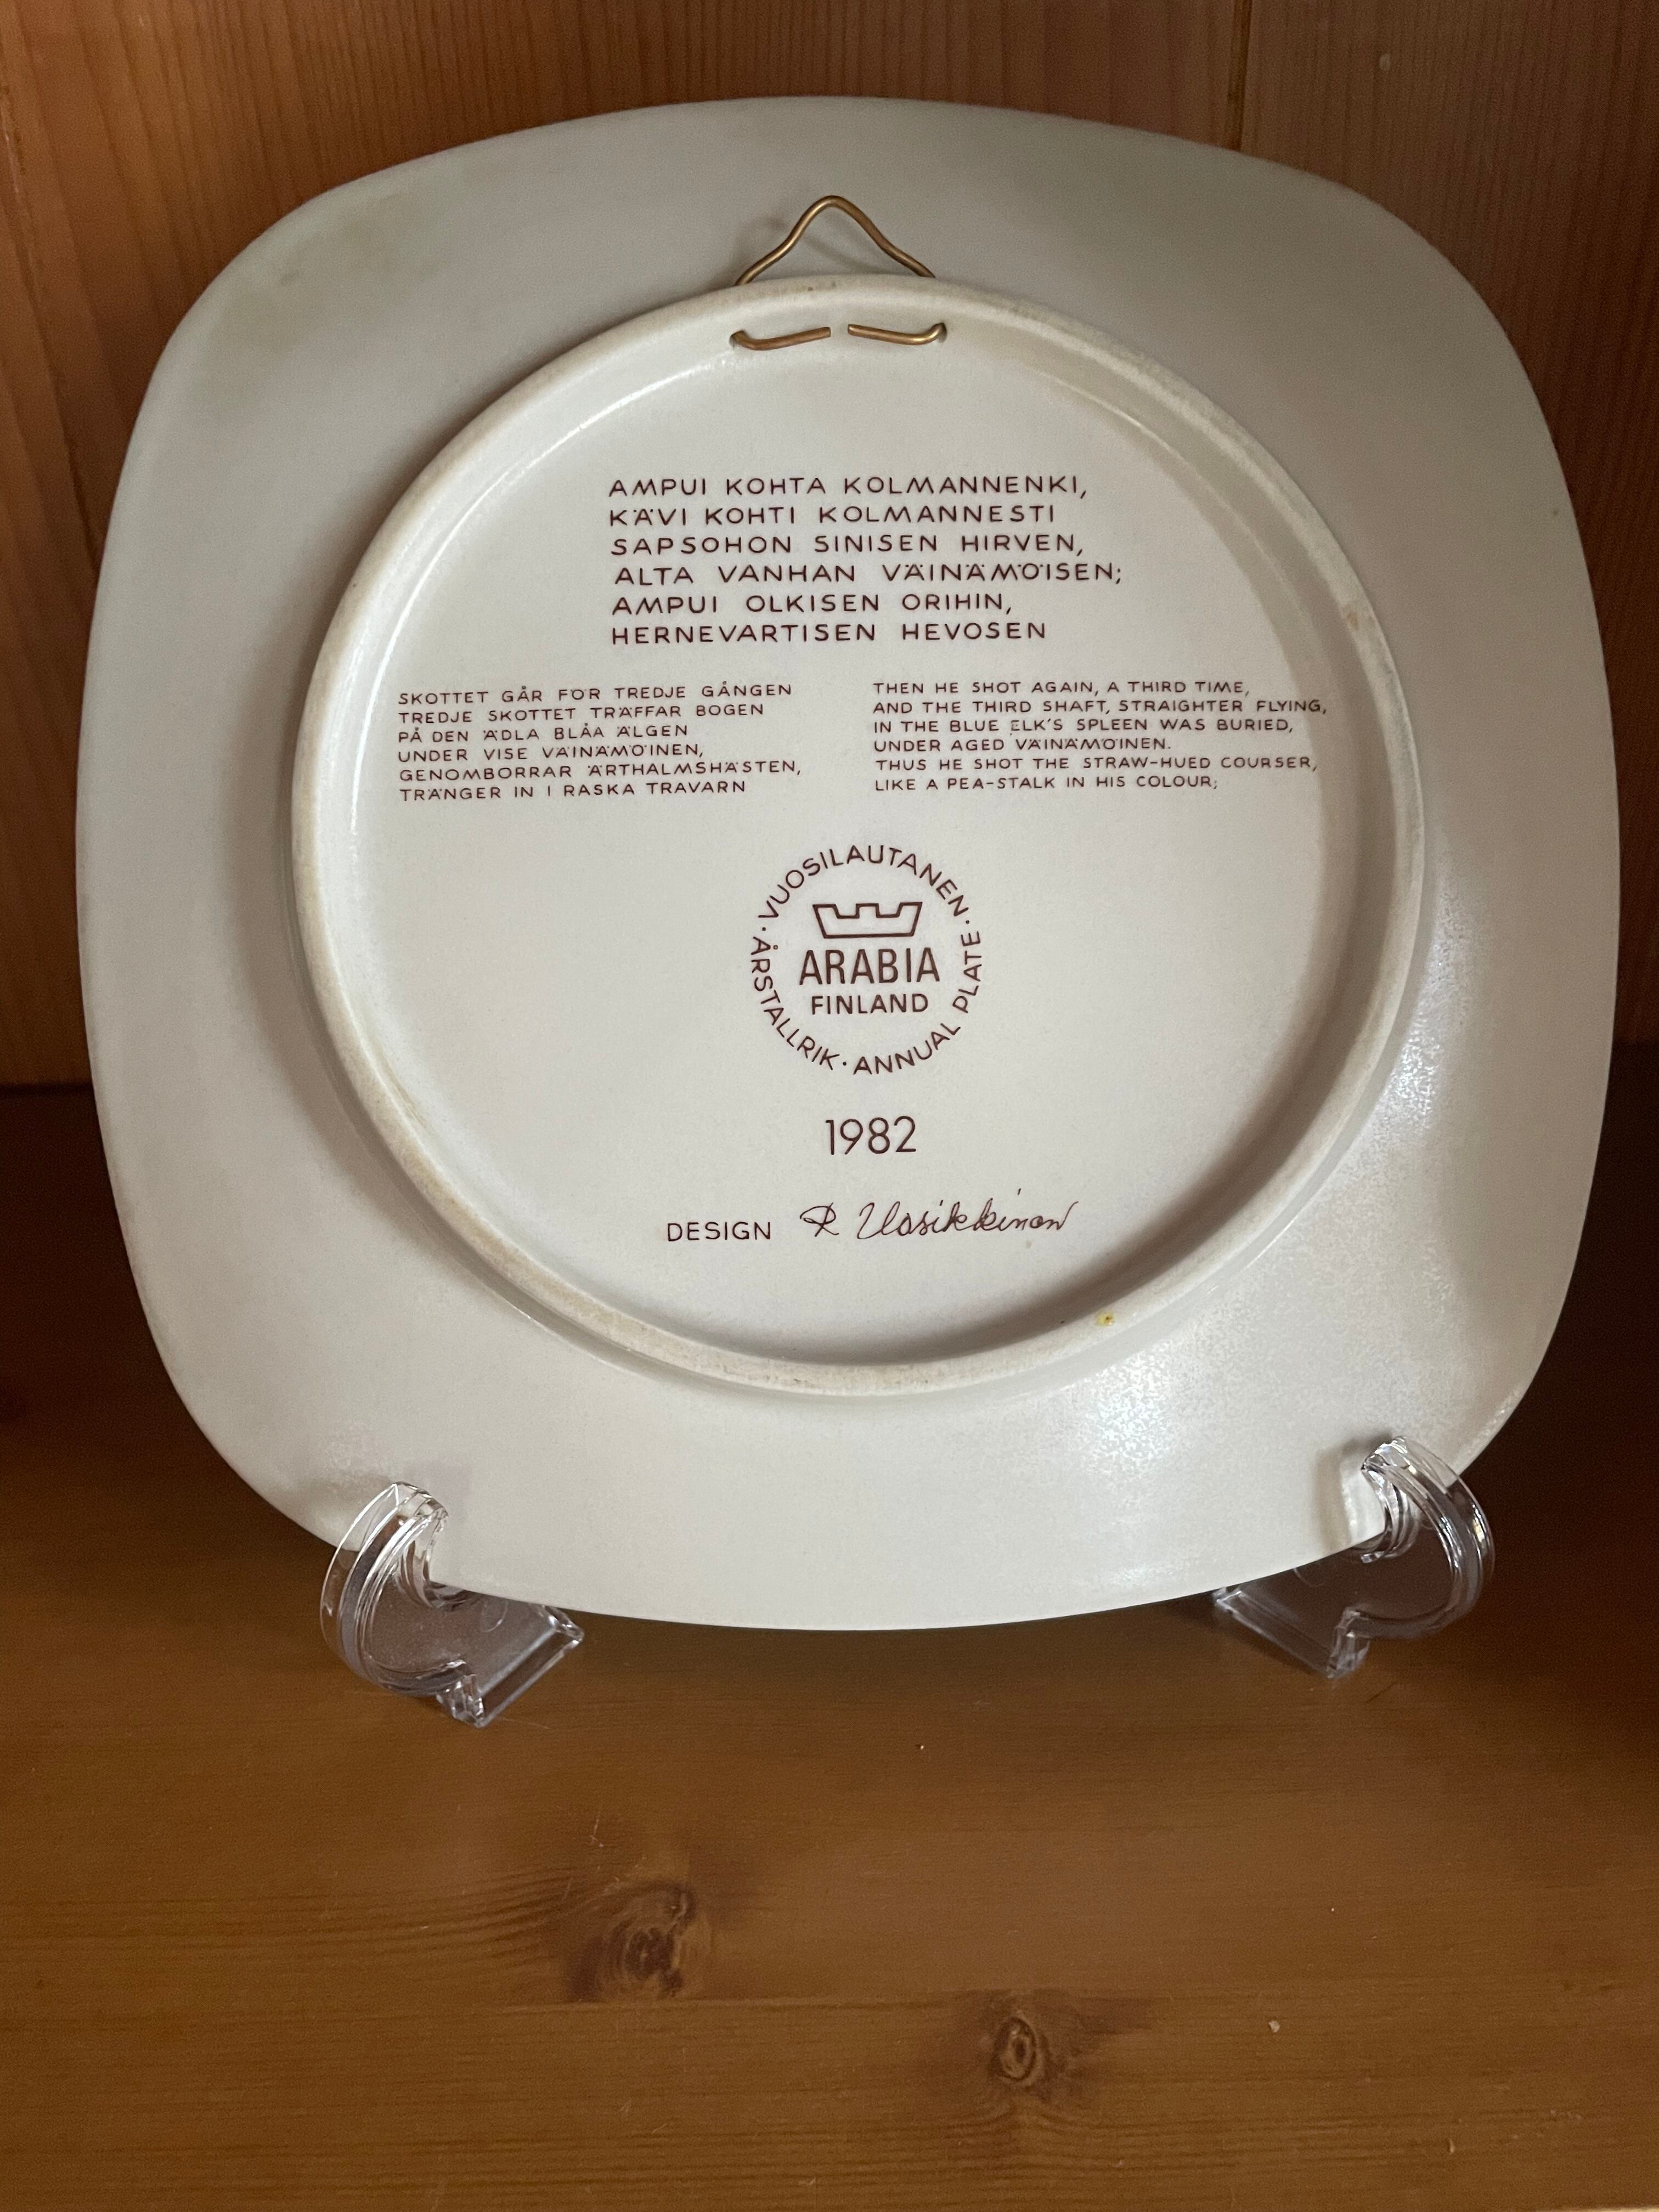 AMPUI KOHTA KOLMANNENKI,
KÄVI KOHTI KOLMANNESTI
SAPSOHON SINISEN HIRVEN,
ALTA VANHAN VÄINÄMÖISEN;
AMPUI OLKISEN ORIHIN,
HERNEVARTISEN HEVOSEN
SKOTTET GÅR FÖR TREDJE GÅNGEN
TREDJE SKOTTET TRÄFFAR BOGEN
PÅ DEN ÄDLA BLÅA ÄLGEN
UNDER VISE VÄINÄMÖINEN,
GENOMBORRAR ÄRTHALMSHÄSTEN,
TRÄNGER IN I RASKA TRAVARN
THEN HE SHOT AGAIN, A THIRD TIME,
AND THE THIRD SHAFT, STRAIGHTER FLYING,
IN THE BLUE ELK'S SPLEEN WAS BURIED,
UNDER AGED VÄINÄMÖINEN.
THUS HE SHOT THE STRAW-HUED COURSER,
LIKE A PEA-STALK IN HIS COLOUR;
· VUOSILAUTANEN · ANNUAL PLATE · ÅRSTALLRIK
ARABIA
FINLAND
1982
DESIGN R Uosikkinen